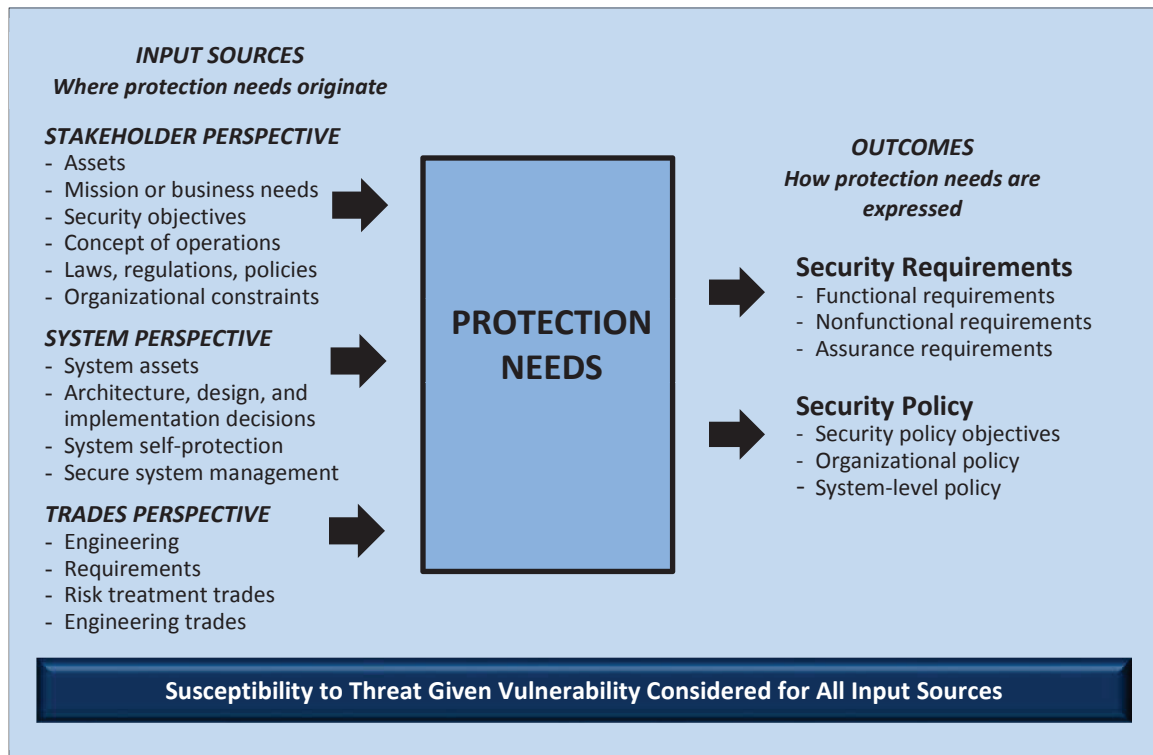 INPUT SOURCES
Where protection needs originate
STAKEHOLDER PERSPECTIVE
- Assets
- Mission or business needs
- Security objectives
- Concept of operations
- Laws, regulations, policies
- Organizational constraints
SYSTEM PERSPECTIVE
- System assets
- Architecture, design, and
implementation decisions
- System self-protection
- Secure system management
TRADES PERSPECTIVE
- Engineering
- Requirements
- Risk treatment trades
- Engineering trades
PROTECTION
NEEDS
OUTCOMES
How protection needs are
expressed
Security Requirements
- Functional requirements
- Nonfunctional requirements
- Assurance requirements
Security Policy
- Security policy objectives
- Organizational policy
- System-level policy
Susceptibility to Threat Given Vulnerability Considered for All Input Sources